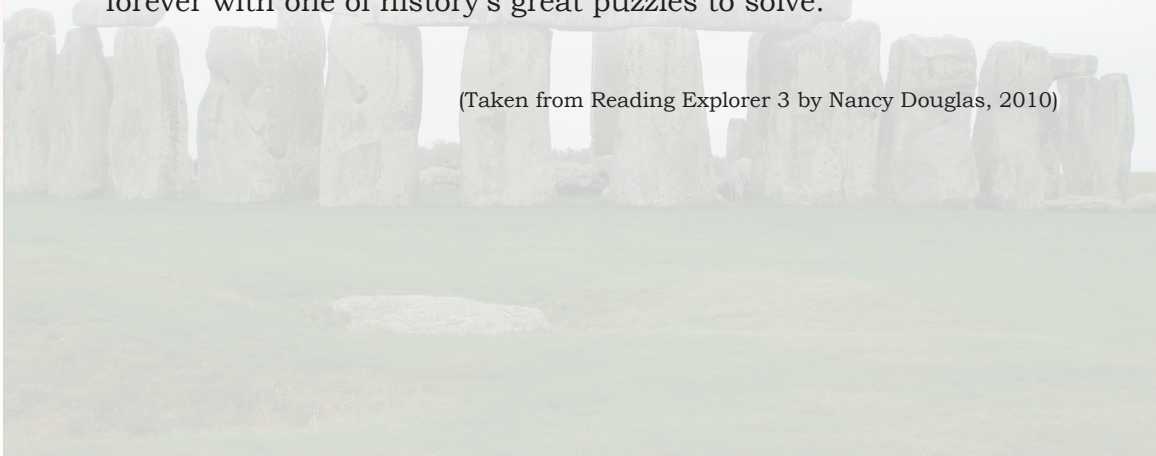 forever with one of history's great puzzles to solve.
(Taken from Reading Explorer 3 by Nancy Douglas, 2010)